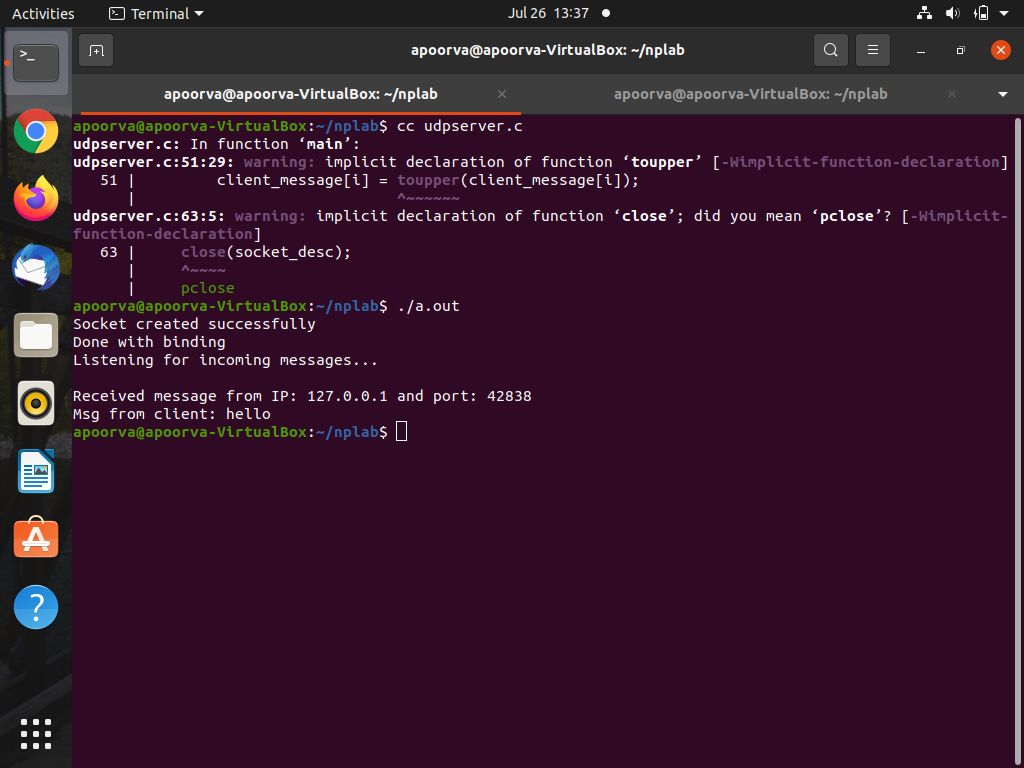 Activities Terminal Jul 26 13:37
apoorva@apoorva-VirtualBox: ~/nplab
apoorva@apoorva-VirtualBox: ~/nplab apoorva@apoorva-VirtualBox: ~/nplab
apoorva@apoorva-VirtualBox:~/nplab$ cc udpserver.c
udpserver.c: In function ‘main’:
udpserver.c:51:29: warning: implicit declaration of function ‘toupper’ [-Wimplicit-function-declaration]
   51 |         client_message[i] = toupper(client_message[i]);
      |                             ^~~~~~~
udpserver.c:63:5: warning: implicit declaration of function ‘close’; did you mean ‘pclose’? [-Wimplicit-
function-declaration]
   63 |     close(socket_desc);
      |     ^~~~~
      |     pclose
apoorva@apoorva-VirtualBox:~/nplab$ ./a.out
Socket created successfully
Done with binding
Listening for incoming messages...

Received message from IP: 127.0.0.1 and port: 42838
Msg from client: hello
apoorva@apoorva-VirtualBox:~/nplab$